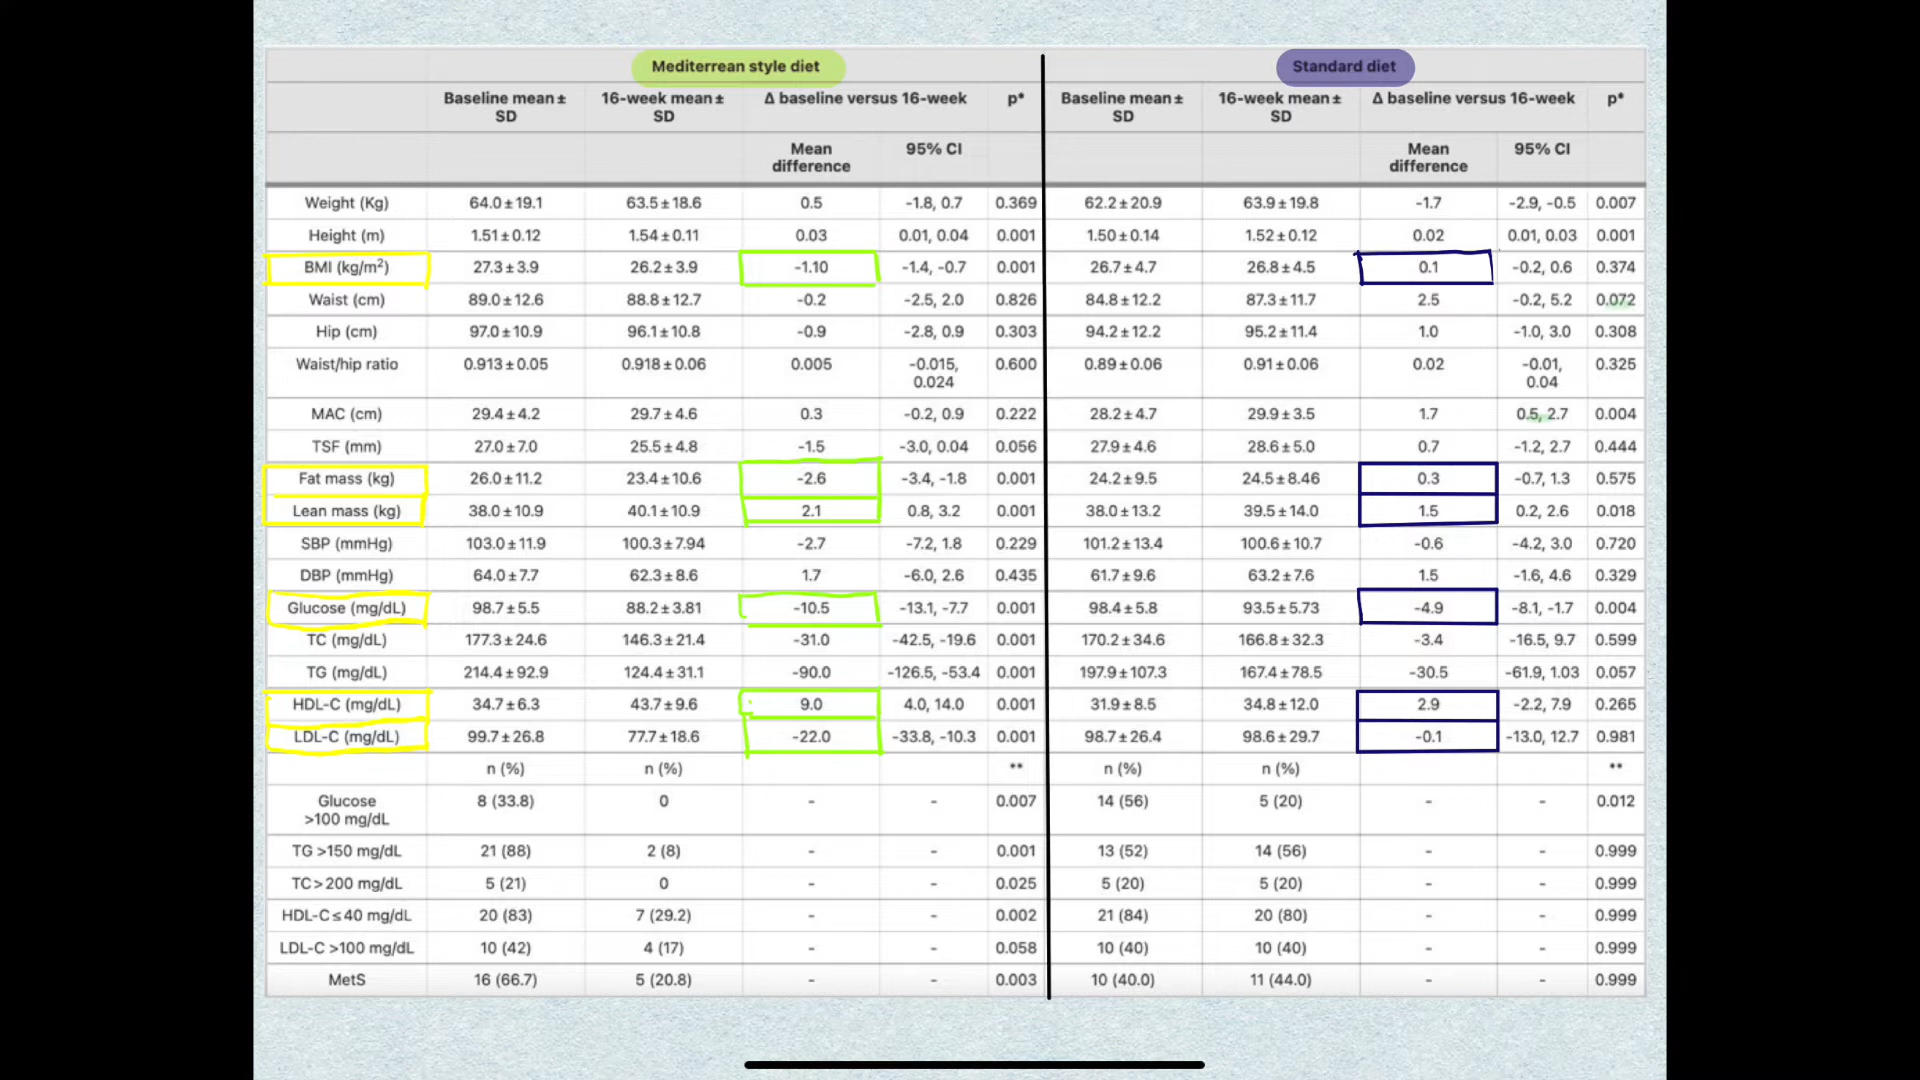 Mediterrean style diet Standard diet
Baseline mean ± SD 16-week mean ± SD Δ baseline versus 16-week p* Baseline mean ± SD 16-week mean ± SD Δ baseline versus 16-week p*
Mean difference 95% CI Mean difference 95% CI
Weight (Kg) 64.0±19.1 63.5±18.6 0.5 -1.8, 0.7 0.369 62.2±20.9 63.9±19.8 -1.7 -2.9, -0.5 0.007
Height (m) 1.51±0.12 1.54±0.11 0.03 0.01, 0.04 0.001 1.50±0.14 1.52±0.12 0.02 0.01, 0.03 0.001
BMI (kg/m²) 27.3±3.9 26.2±3.9 -1.10 -1.4, -0.7 0.001 26.7±4.7 26.8±4.5 0.1 -0.2, 0.6 0.374
Waist (cm) 89.0±12.6 88.8±12.7 -0.2 -2.5, 2.0 0.826 84.8±12.2 87.3±11.7 2.5 -0.2, 5.2 0.072
Hip (cm) 97.0±10.9 96.1±10.8 -0.9 -2.8, 0.9 0.303 94.2±12.2 95.2±11.4 1.0 -1.0, 3.0 0.308
Waist/hip ratio 0.913±0.05 0.918±0.06 0.005 -0.015, 0.024 0.600 0.89±0.06 0.91±0.06 0.02 -0.01, 0.04 0.325
MAC (cm) 29.4±4.2 29.7±4.6 0.3 -0.2, 0.9 0.222 28.2±4.7 29.9±3.5 1.7 0.5, 2.7 0.004
TSF (mm) 27.0±7.0 25.5±4.8 -1.5 -3.0, 0.04 0.056 27.9±4.6 28.6±5.0 0.7 -1.2, 2.7 0.444
Fat mass (kg) 26.0±11.2 23.4±10.6 -2.6 -3.4, -1.8 0.001 24.2±9.5 24.5±8.46 0.3 -0.7, 1.3 0.575
Lean mass (kg) 38.0±10.9 40.1±10.9 2.1 0.8, 3.2 0.001 38.0±13.2 39.5±14.0 1.5 0.2, 2.6 0.018
SBP (mmHg) 103.0±11.9 100.3±7.94 -2.7 -7.2, 1.8 0.229 101.2±13.4 100.6±10.7 -0.6 -4.2, 3.0 0.720
DBP (mmHg) 64.0±7.7 62.3±8.6 1.7 -6.0, 2.6 0.435 61.7±9.6 63.2±7.6 1.5 -1.6, 4.6 0.329
Glucose (mg/dL) 98.7±5.5 88.2±3.81 -10.5 -13.1, -7.7 0.001 98.4±5.8 93.5±5.73 -4.9 -8.1, -1.7 0.004
TC (mg/dL) 177.3±24.6 146.3±21.4 -31.0 -42.5, -19.6 0.001 170.2±34.6 166.8±32.3 -3.4 -16.5, 9.7 0.599
TG (mg/dL) 214.4±92.9 124.4±31.1 -90.0 -126.5, -53.4 0.001 197.9±107.3 167.4±78.5 -30.5 -61.9, 1.03 0.057
HDL-C (mg/dL) 34.7±6.3 43.7±9.6 9.0 4.0, 14.0 0.001 31.9±8.5 34.8±12.0 2.9 -2.2, 7.9 0.265
LDL-C (mg/dL) 99.7±26.8 77.7±18.6 -22.0 -33.8, -10.3 0.001 98.7±26.4 98.6±29.7 -0.1 -13.0, 12.7 0.981
n (%) n (%) ** n (%) n (%) **
Glucose >100 mg/dL 8 (33.8) 0 - - 0.007 14 (56) 5 (20) - - 0.012
TG >150 mg/dL 21 (88) 2 (8) - - 0.001 13 (52) 14 (56) - - 0.999
TC>200 mg/dL 5 (21) 0 - - 0.025 5 (20) 5 (20) - - 0.999
HDL-C≤40 mg/dL 20 (83) 7 (29.2) - - 0.002 21 (84) 20 (80) - - 0.999
LDL-C >100 mg/dL 10 (42) 4 (17) - - 0.058 10 (40) 10 (40) - - 0.999
MetS 16 (66.7) 5 (20.8) - - 0.003 10 (40.0) 11 (44.0) - - 0.999